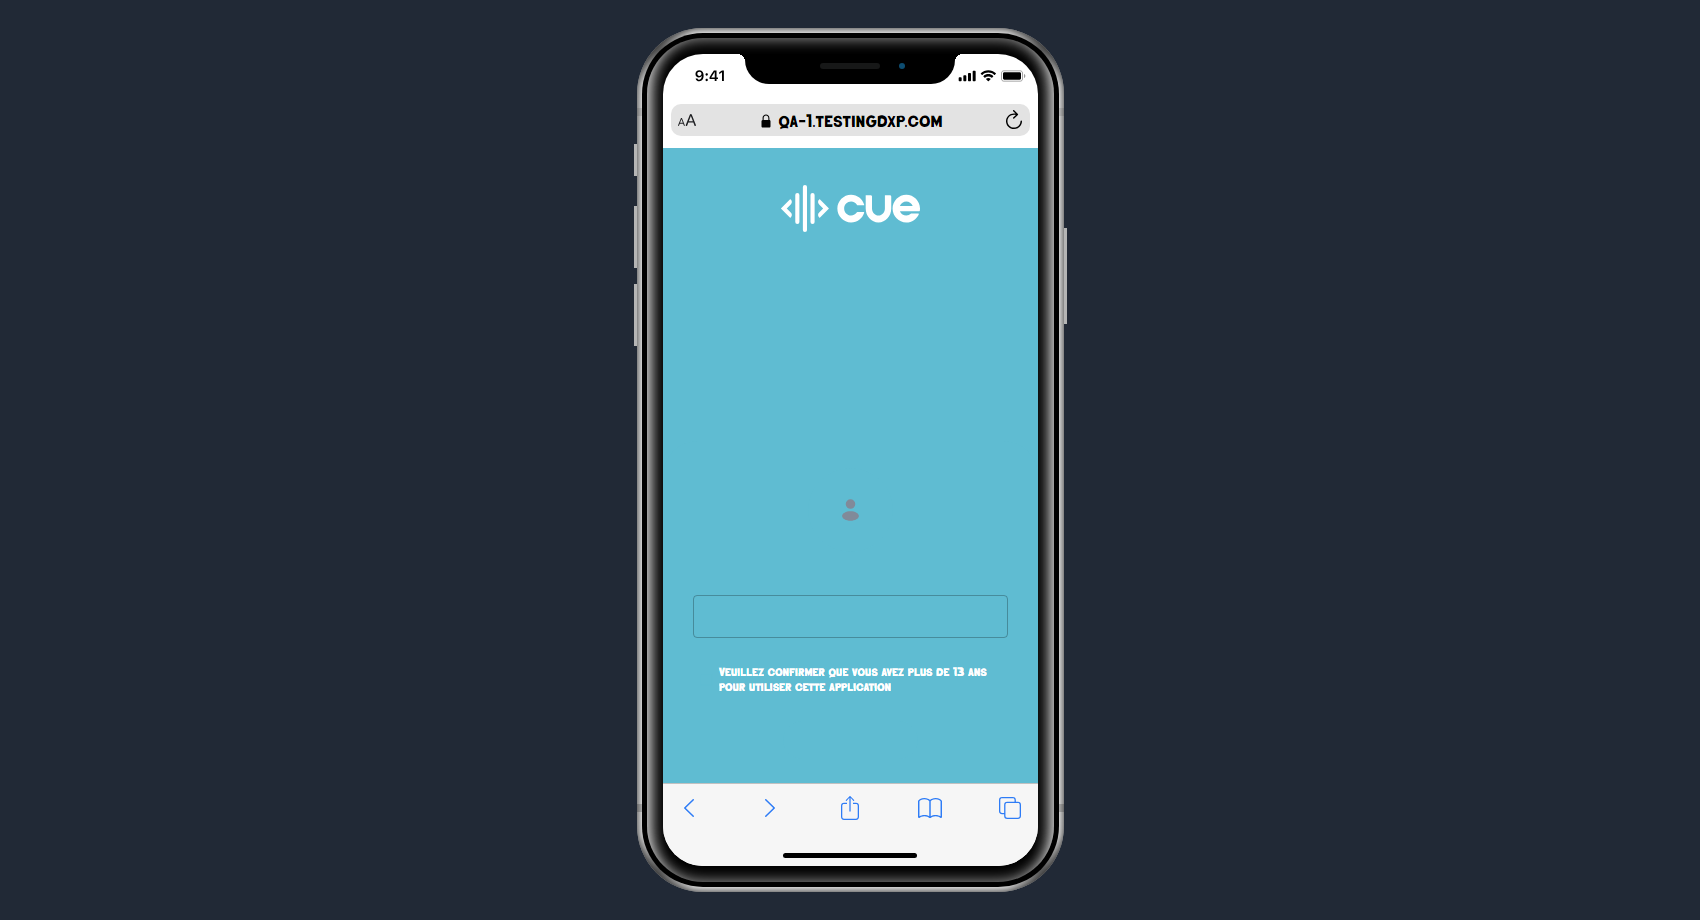 9:41
AA
QA-1.TESTINGDXP.COM
cue
VEUILLEZ CONFIRMER QUE VOUS AVEZ PLUS DE 13 ANS
POUR UTILISER CETTE APPLICATION